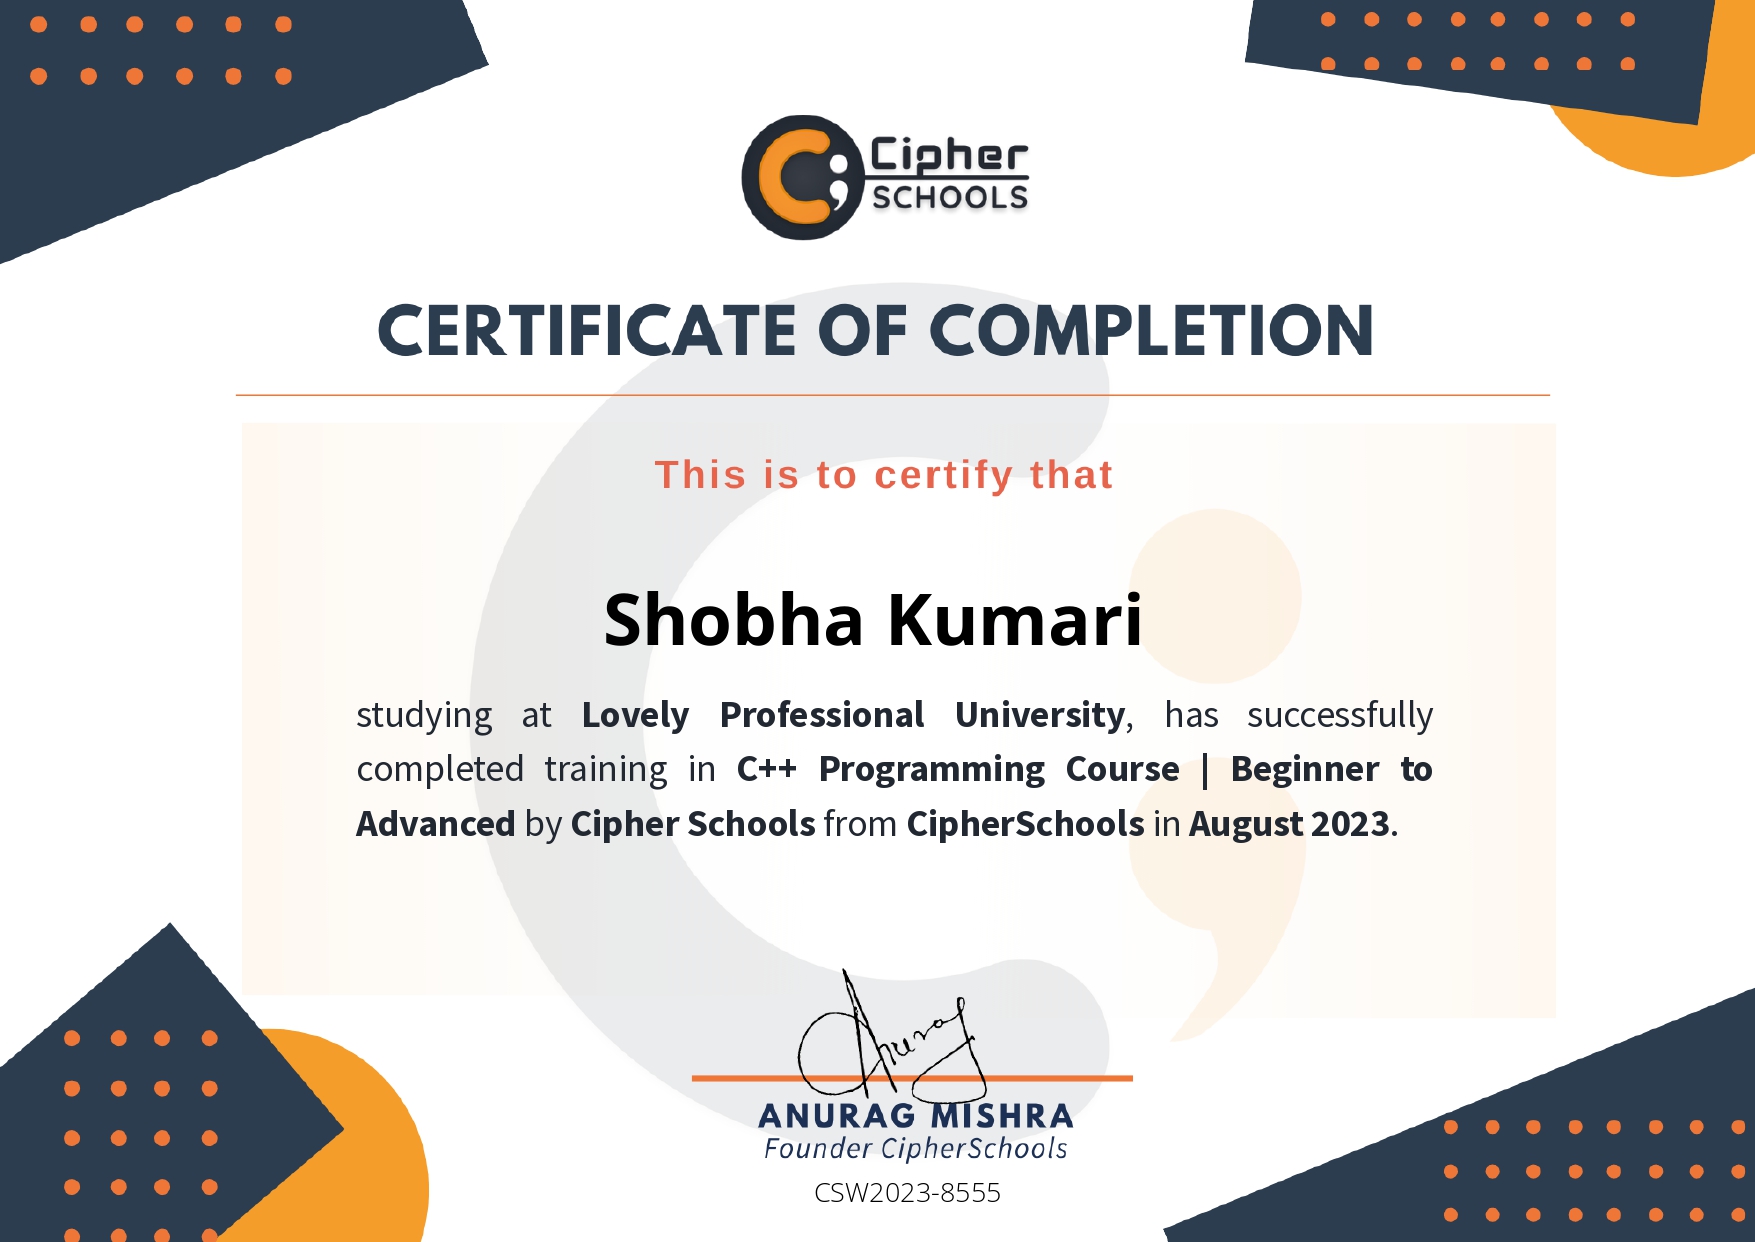 Cipher
SCHOOLS
CERTIFICATE OF COMPLETION
This is to certify that
Shobha Kumari
studying at Lovely Professional University, has successfully
completed training in C++ Programming Course | Beginner to
Advanced by Cipher Schools from CipherSchools in August 2023.
Anurag
ANURAG MISHRA
Founder CipherSchools
CSW2023-8555